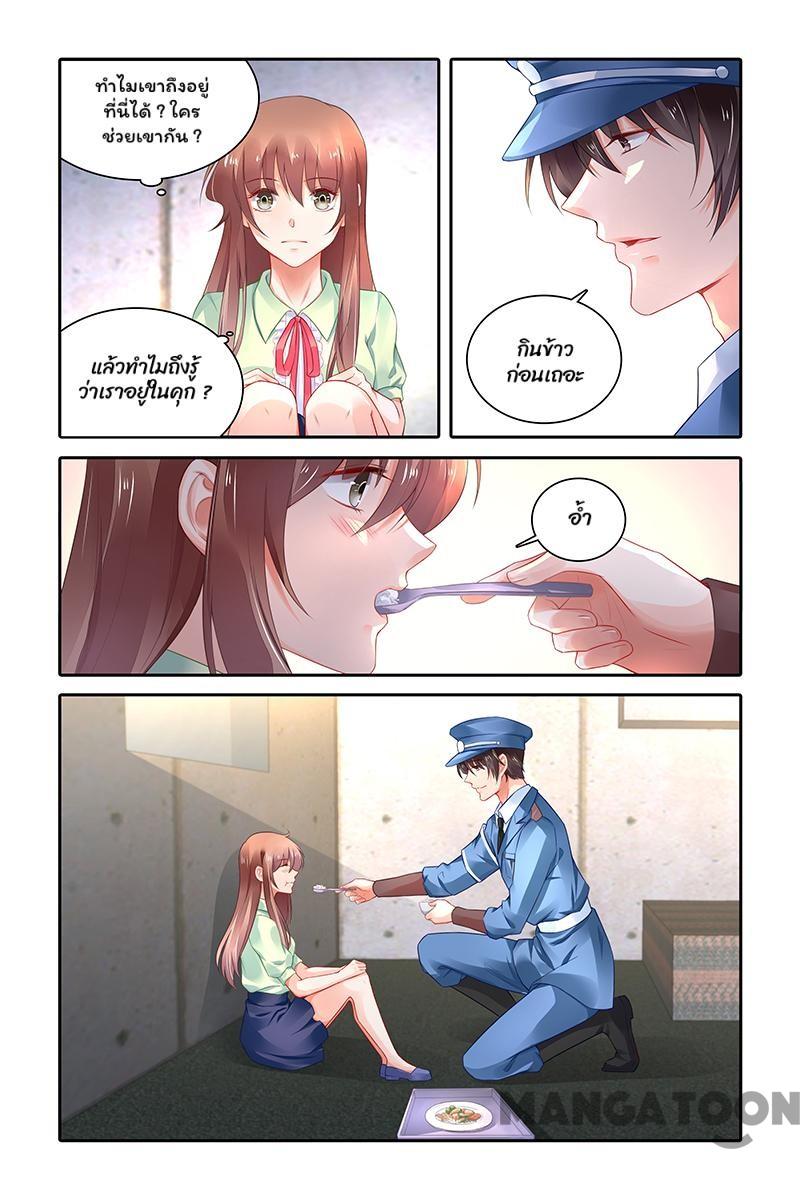 ทำไมเขาถึงอยู่
ที่นี่ได้ ? ใคร
ช่วยเขากัน ?
แล้วทำไมถึงรู้
ว่าเราอยู่ในคุก ?
กินข้าว
ก่อนเถอะ
อ้ำ
MANGATOON